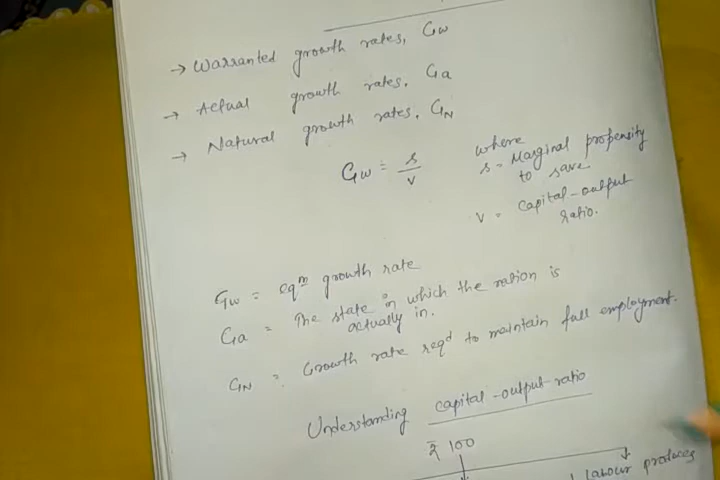 → Warranted growth rates, Gw
→ Actual growth rates, Ga
→ Natural growth rates, GN
Gw = s/v
where
s = Marginal propensity
to save
v = capital-output
ratio.
Gw = eqm growth rate
Ga = The state in which the nation is
actually in.
GN = Growth rate reqd to maintain full employment.
Understanding capital-output-ratio
₹ 100
labour produces